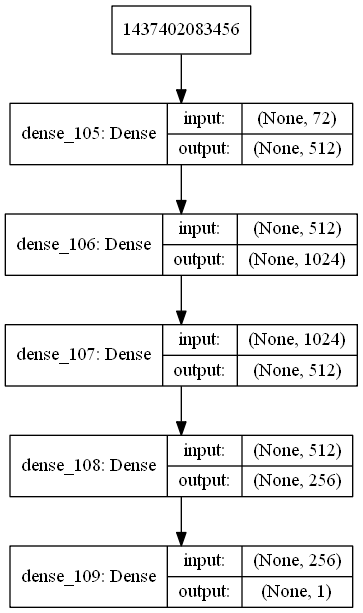 1437402083456
dense_105: Dense
input: (None, 72)
output: (None, 512)
dense_106: Dense
input: (None, 512)
output: (None, 1024)
dense_107: Dense
input: (None, 1024)
output: (None, 512)
dense_108: Dense
input: (None, 512)
output: (None, 256)
dense_109: Dense
input: (None, 256)
output: (None, 1)